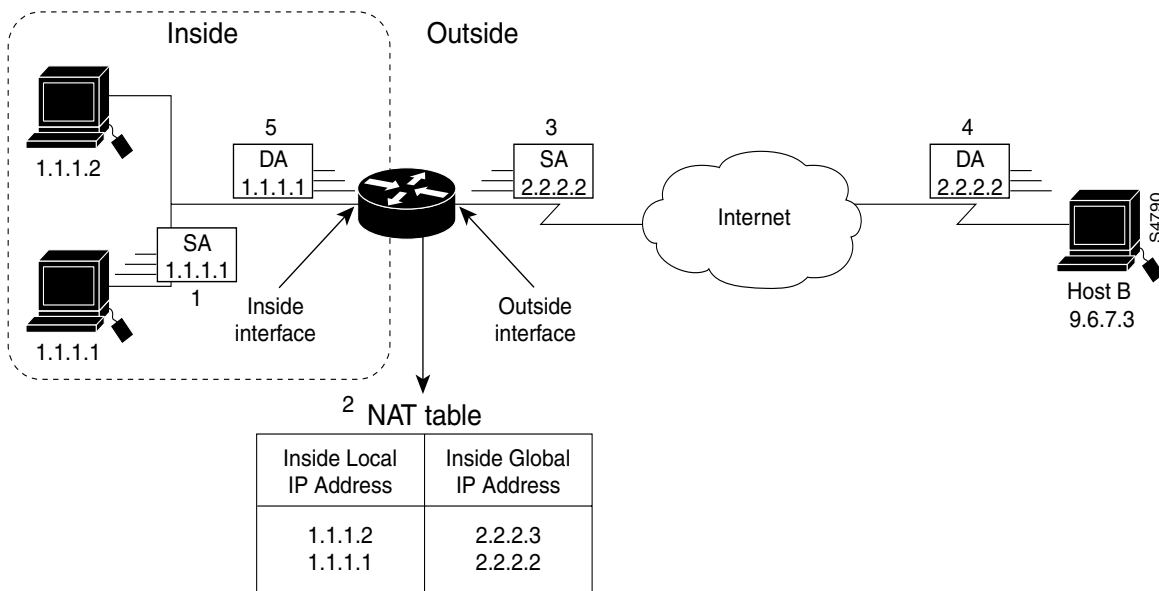 Inside
Outside
5
3
4
DA
1.1.1.1
SA
2.2.2.2
DA
2.2.2.2
1.1.1.2
Internet
S4790
SA
1.1.1.1
1
Inside
interface
Outside
interface
Host B
9.6.7.3
1.1.1.1
2
NAT table
Inside Local
IP Address
Inside Global
IP Address
1.1.1.2
2.2.2.3
1.1.1.1
2.2.2.2